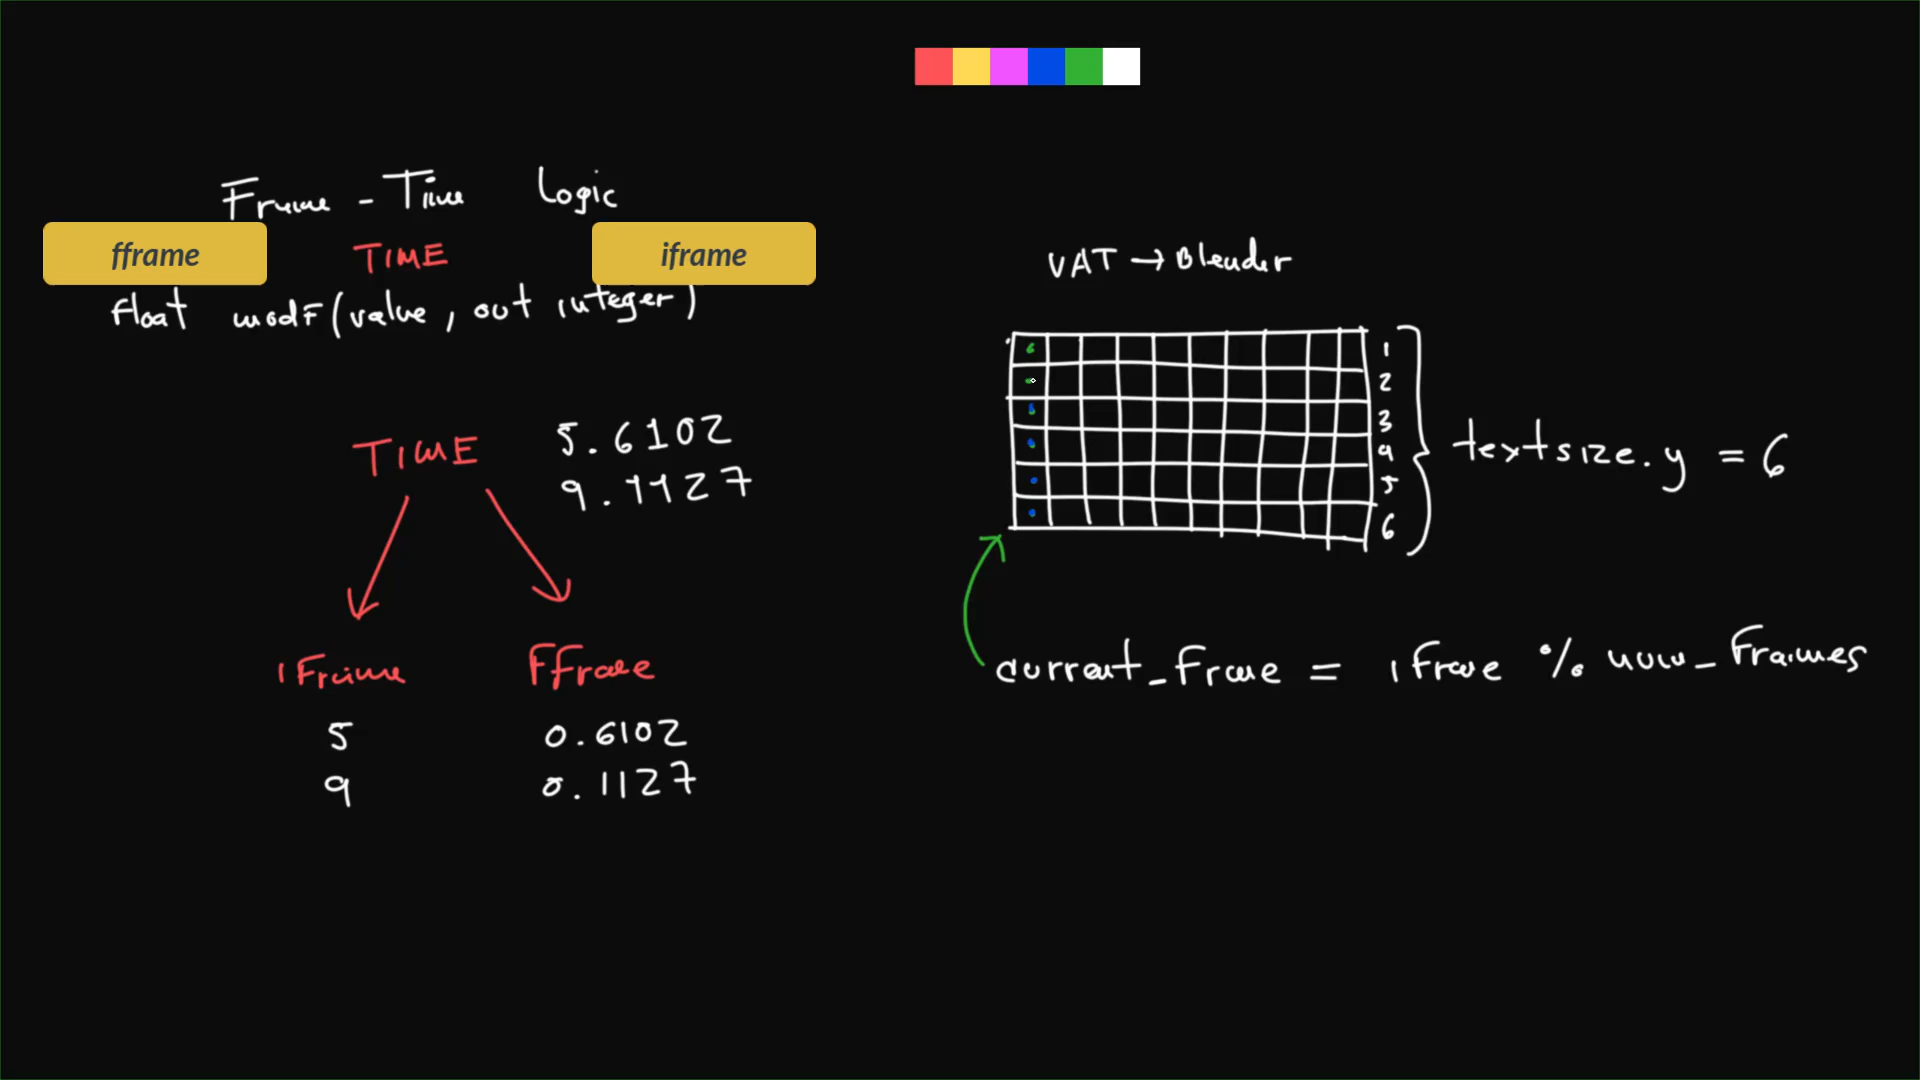 Frame - Time Logic
fframe TIME iframe
float modf(value, out integer)
VAT → Blender
1
2
3
4
5
6
textsize.y = 6
TIME
5.6102
9.1127
iFrame fframe
5 0.6102
9 0.1127
current_frame = iframe % num_frames